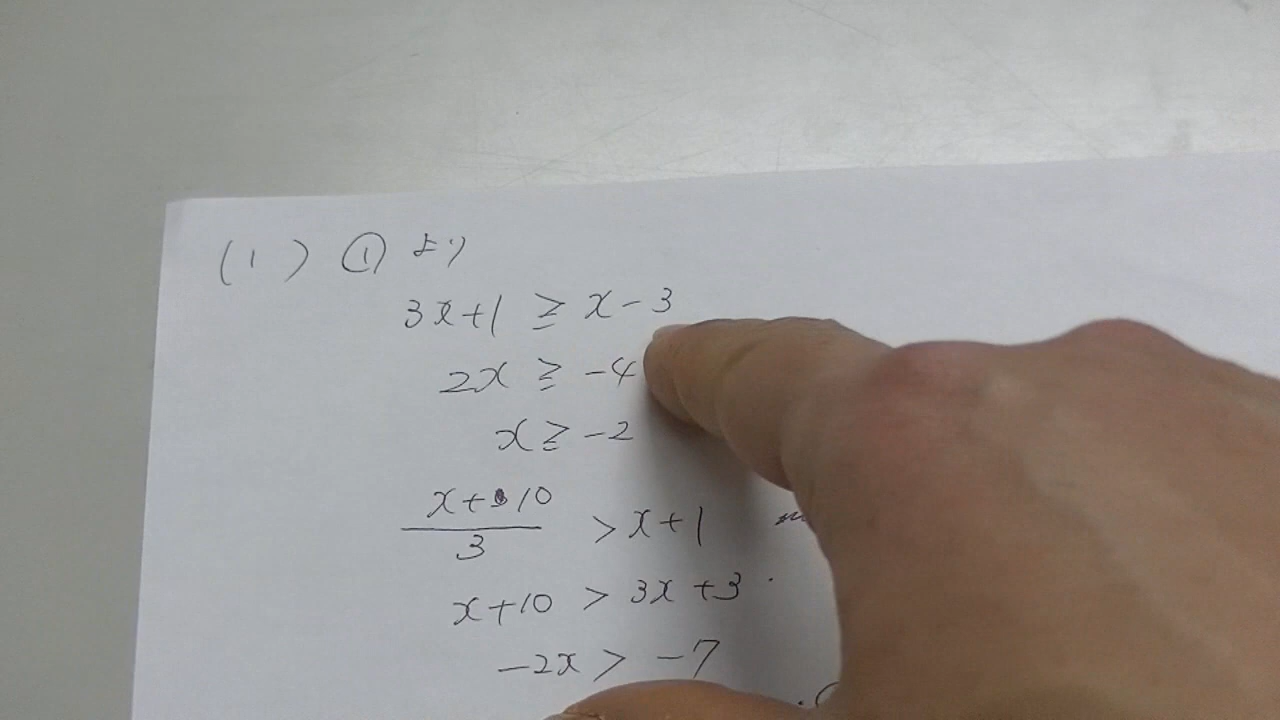 (1) ① より
3x+1 ≧ x-3
2x ≧ -4
x ≧ -2
x+10/3 > x+1
x+10 > 3x+3
-2x > -7